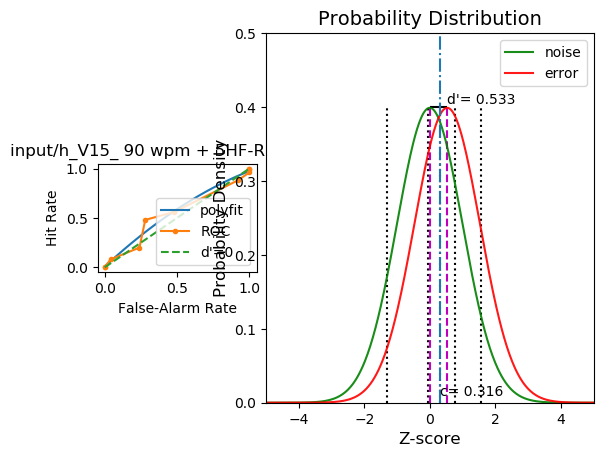 Probability Distribution
input/h_V15_ 90 wpm + SHF-R
Hit Rate
1.0
0.5
0.0
polyfit
ROC
d'=0
0.0
0.5
1.0
False-Alarm Rate
Probability Density
0.5
0.4
0.3
0.2
0.1
0.0
noise
error
d'= 0.533
c= 0.316
−4
−2
0
2
4
Z-score